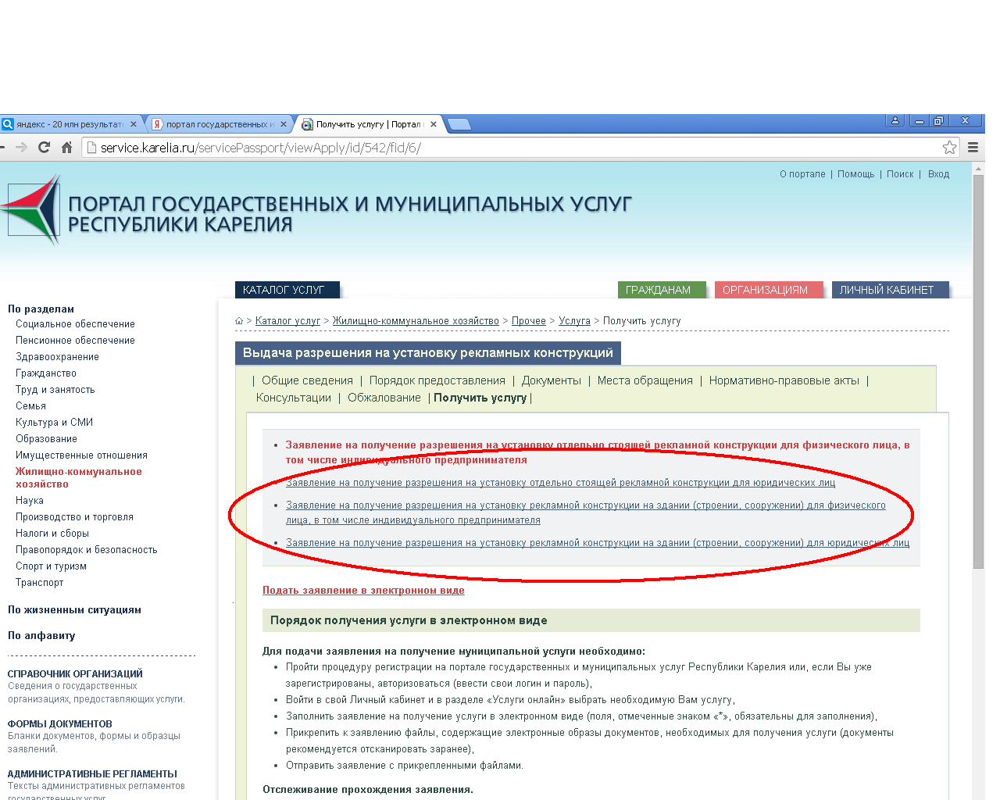 яндекс - 20 млн результат
портал государственных и
Получить услугу | Портал
service.karelia.ru/servicePassport/viewApply/id/542/fid/6/
О портале | Помощь | Поиск | Вход
ПОРТАЛ ГОСУДАРСТВЕННЫХ И МУНИЦИПАЛЬНЫХ УСЛУГ
РЕСПУБЛИКИ КАРЕЛИЯ
КАТАЛОГ УСЛУГ
ГРАЖДАНАМ
ОРГАНИЗАЦИЯМ
ЛИЧНЫЙ КАБИНЕТ
По разделам
Социальное обеспечение
Пенсионное обеспечение
Здравоохранение
Гражданство
Труд и занятость
Семья
Культура и СМИ
Образование
Имущественные отношения
Жилищно-коммунальное
хозяйство
Наука
Производство и торговля
Налоги и сборы
Правопорядок и безопасность
Спорт и туризм
Транспорт
По жизненным ситуациям
По алфавиту
СПРАВОЧНИК ОРГАНИЗАЦИЙ
Сведения о государственных
организациях, предоставляющих услуги.
ФОРМЫ ДОКУМЕНТОВ
Бланки документов, формы и образцы
заявлений.
АДМИНИСТРАТИВНЫЕ РЕГЛАМЕНТЫ
Тексты административных регламентов
государственных услуг
> Каталог услуг > Жилищно-коммунальное хозяйство > Прочее > Услуга > Получить услугу
Выдача разрешения на установку рекламных конструкций
| Общие сведения | Порядок предоставления | Документы | Места обращения | Нормативно-правовые акты |
Консультации | Обжалование | Получить услугу |
• Заявление на получение разрешения на установку отдельно стоящей рекламной конструкции для физического лица, в
том числе индивидуального предпринимателя
• Заявление на получение разрешения на установку отдельно стоящей рекламной конструкции для юридических лиц
• Заявление на получение разрешения на установку рекламной конструкции на здании (строении, сооружении) для физического
лица, в том числе индивидуального предпринимателя
• Заявление на получение разрешения на установку рекламной конструкции на здании (строении, сооружении) для юридических лиц
Подать заявление в электронном виде
Порядок получения услуги в электронном виде
Для подачи заявления на получение муниципальной услуги необходимо:
• Пройти процедуру регистрации на портале государственных и муниципальных услуг Республики Карелия или, если Вы уже
зарегистрированы, авторизоваться (ввести свои логин и пароль),
• Войти в свой Личный кабинет и в разделе «Услуги онлайн» выбрать необходимую Вам услугу,
• Заполнить заявление на получение услуги в электронном виде (поля, отмеченные знаком «*», обязательны для заполнения),
• Прикрепить к заявлению файлы, содержащие электронные образы документов, необходимых для получения услуги (документы
рекомендуется отсканировать заранее),
• Отправить заявление с прикрепленными файлами.
Отслеживание прохождения заявления.